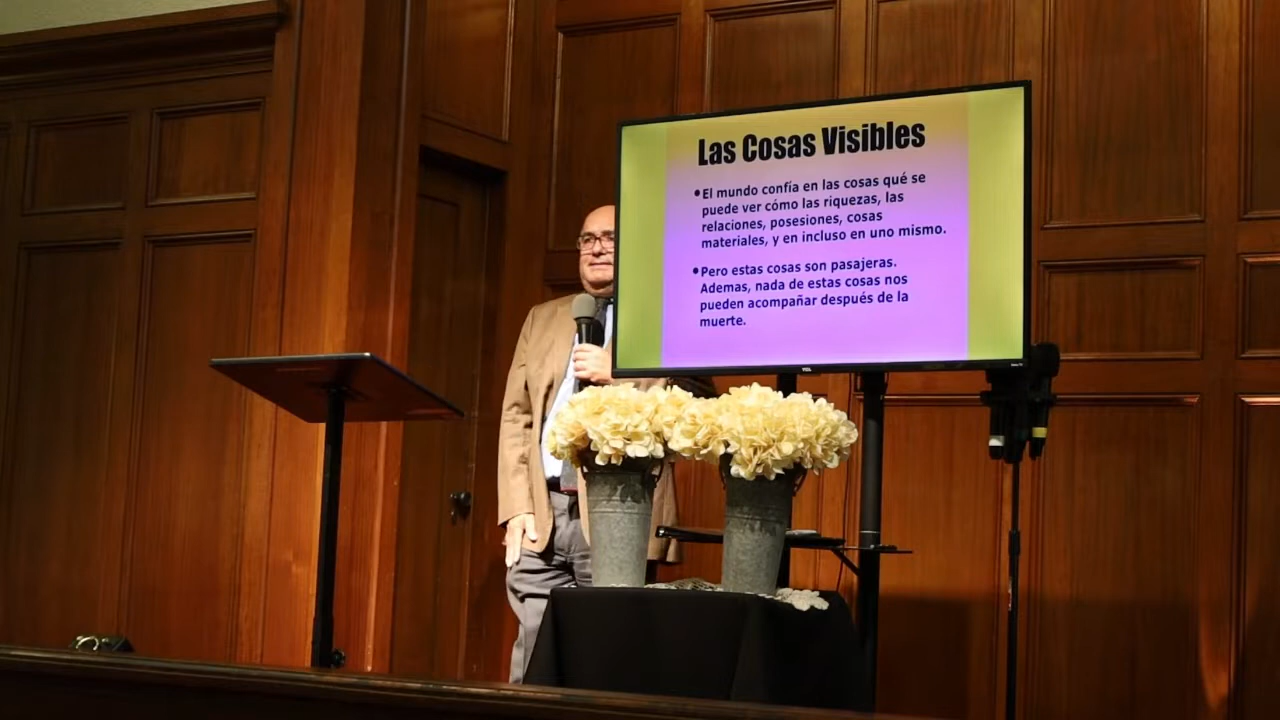 Las Cosas Visibles
•El mundo confía en las cosas qué se
puede ver cómo las riquezas, las
relaciones, posesiones, cosas
materiales, y en incluso en uno mismo.
•Pero estas cosas son pasajeras.
Ademas, nada de estas cosas nos
pueden acompañar después de la
muerte.
TCL